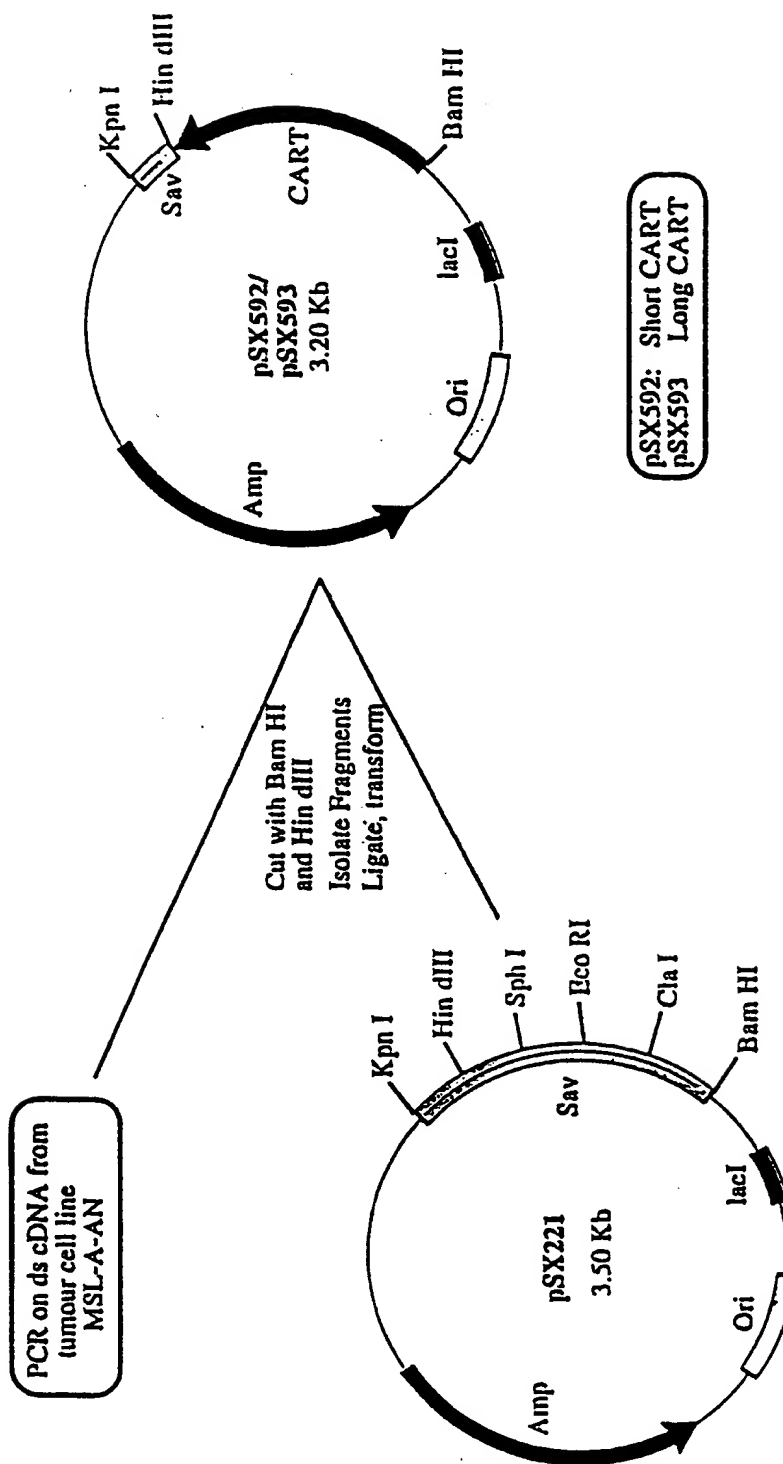 PCR on ds cDNA from
tumour cell line
MSL-A-AN
Cut with Bam HI
and Hin dIII
Isolate Fragments
Ligate, transform
Kpn I
Hin dIII
Sph I
Eco RI
Cla I
Bam HI
Sav
lacI
Ori
Amp
pSX221
3.50 Kb
Kpn I
Hin dIII
Sav
CART
Bam HI
lacI
Ori
Amp
pSX592/
pSX593
3.20 Kb
pSX592: Short CART
pSX593 Long CART